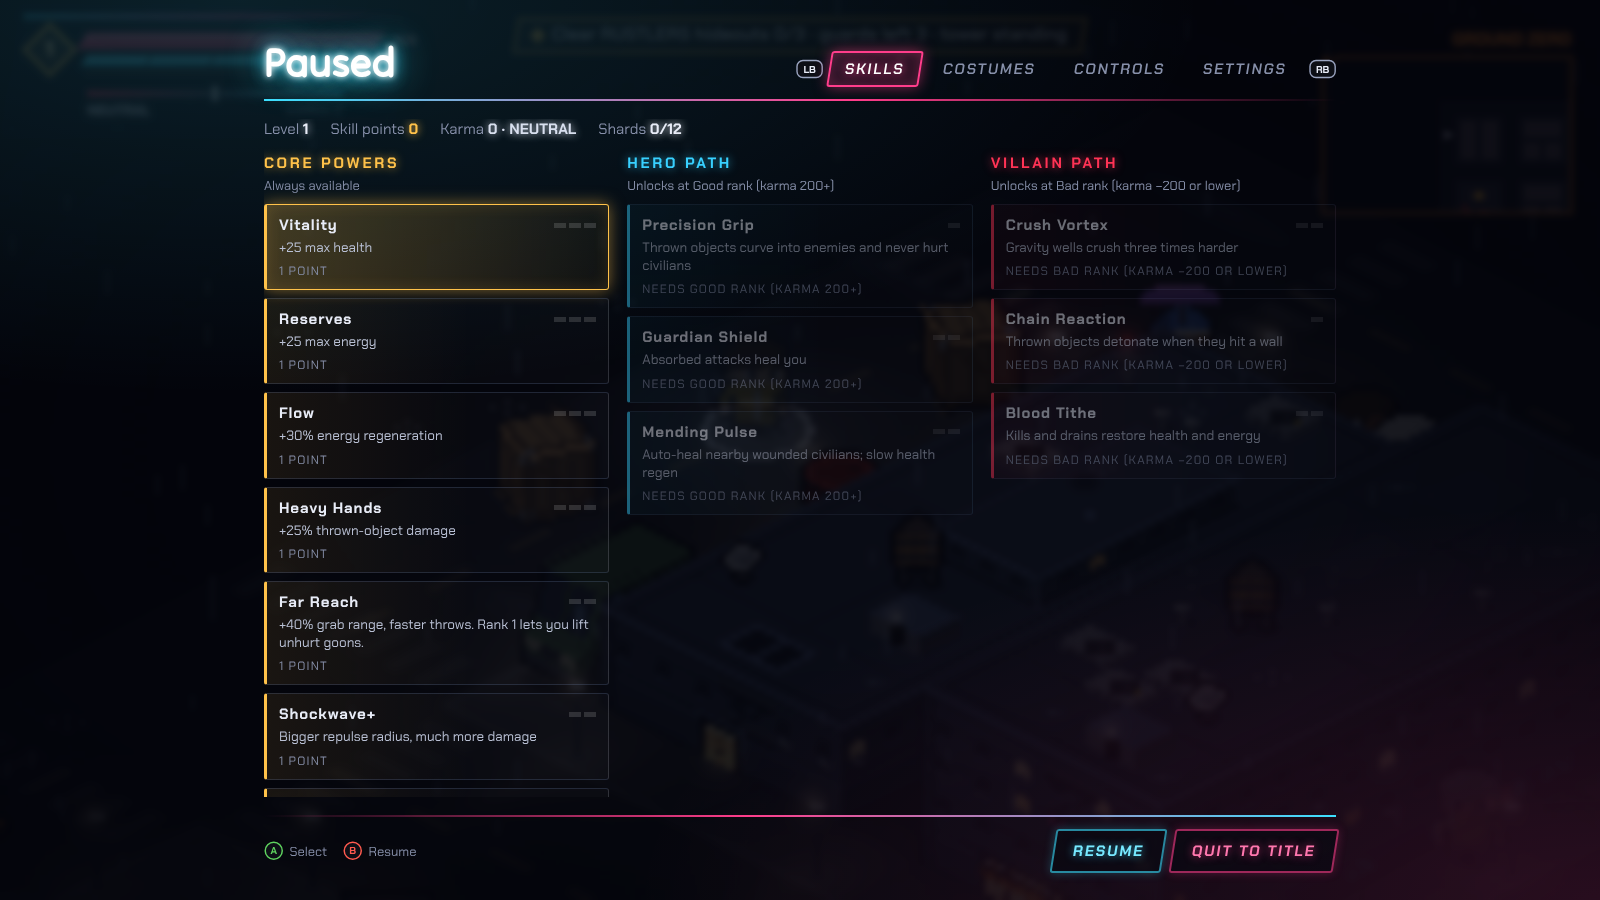 Paused
LB SKILLS COSTUMES CONTROLS SETTINGS RB
Level 1 Skill points 0 Karma 0 · NEUTRAL Shards 0/12
CORE POWERS
Always available
Vitality
+25 max health
1 POINT
Reserves
+25 max energy
1 POINT
Flow
+30% energy regeneration
1 POINT
Heavy Hands
+25% thrown-object damage
1 POINT
Far Reach
+40% grab range, faster throws. Rank 1 lets you lift
unhurt goons.
1 POINT
Shockwave+
Bigger repulse radius, much more damage
1 POINT
HERO PATH
Unlocks at Good rank (karma 200+)
Precision Grip
Thrown objects curve into enemies and never hurt
civilians
NEEDS GOOD RANK (KARMA 200+)
Guardian Shield
Absorbed attacks heal you
NEEDS GOOD RANK (KARMA 200+)
Mending Pulse
Auto-heal nearby wounded civilians; slow health
regen
NEEDS GOOD RANK (KARMA 200+)
VILLAIN PATH
Unlocks at Bad rank (karma -200 or lower)
Crush Vortex
Gravity wells crush three times harder
NEEDS BAD RANK (KARMA -200 OR LOWER)
Chain Reaction
Thrown objects detonate when they hit a wall
NEEDS BAD RANK (KARMA -200 OR LOWER)
Blood Tithe
Kills and drains restore health and energy
NEEDS BAD RANK (KARMA -200 OR LOWER)
A Select B Resume
RESUME QUIT TO TITLE